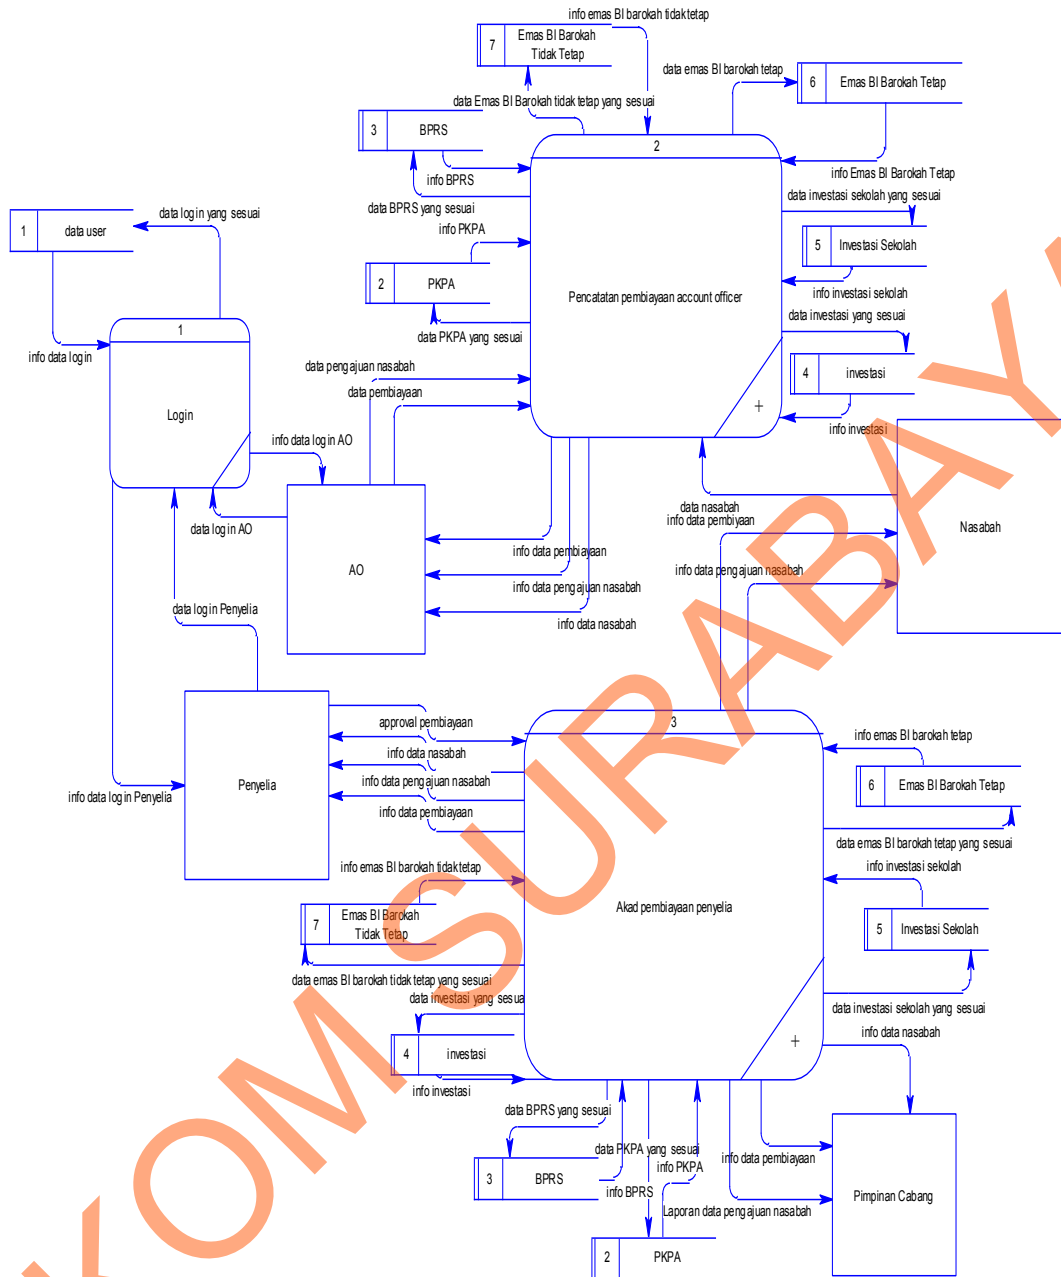 info emas BI barokah tidak tetap
7
Emas BI Barokah
Tidak Tetap
data emas BI barokah tetap
6
Emas BI Barokah Tetap
data Emas BI Barokah tidak tetap yang sesuai
3
BPRS
2
info BPRS
info Emas BI Barokah Tetap
data BPRS yang sesuai
data investasi sekolah yang sesuai
data login yang sesuai
1
data user
info PKPA
5
Investasi Sekolah
2
PKPA
Pencatatan pembiayaan account officer
info investasi sekolah
data investasi yang sesuai
data PKPA yang sesuai
1
info data login
data pengajuan nasabah
4
investasi
data pembiayaan
+
Login
info investasi
info data login AO
data nasabah
info data pembiyaan
Nasabah
data login AO
info data pembiayaan
AO
info data pengajuan nasabah
info data pengajuan nasabah
data login Penyelia
info data nasabah
approval pembiayaan
3
info emas BI barokah tetap
info data nasabah
info data pengajuan nasabah
Penyelia
6
Emas BI Barokah Tetap
info data login Penyelia
info data pembiayaan
data emas BI barokah tetap yang sesuai
info emas BI barokah tidak tetap
info investasi sekolah
Akad pembiayaan penyelia
7
Emas BI Barokah
Tidak Tetap
5
Investasi Sekolah
data emas BI barokah tidak tetap yang sesuai
data investasi yang sesua
data investasi sekolah yang sesuai
info data nasabah
+
4
investasi
info investasi
data BPRS yang sesuai
data PKPA yang sesuai
info PKPA
info data pembiayaan
3
BPRS
info BPRS
Laporan data pengajuan nasabah
Pimpinan Cabang
2
PKPA
KOM SURABAYA